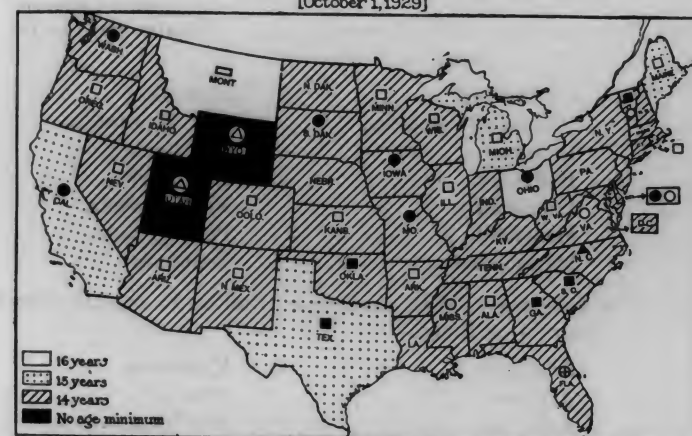 [October 1, 1929]
WASH.
MONT.
N. DAK.
MINN.
MAINE
OREG.
IDAHO
WYO.
S. DAK.
WIS.
MICH.
N. Y.
NEV.
UTAH
COLO.
NEBR.
IOWA
ILL.
IND.
OHIO
PA.
CAL.
KANS.
MO.
KY.
W. VA.
VA.
ARIZ.
N. MEX.
OKLA.
ARK.
TENN.
N. C.
S. C.
TEX.
LA.
MISS.
ALA.
GA.
FLA.
16 years
15 years
14 years
No age minimum